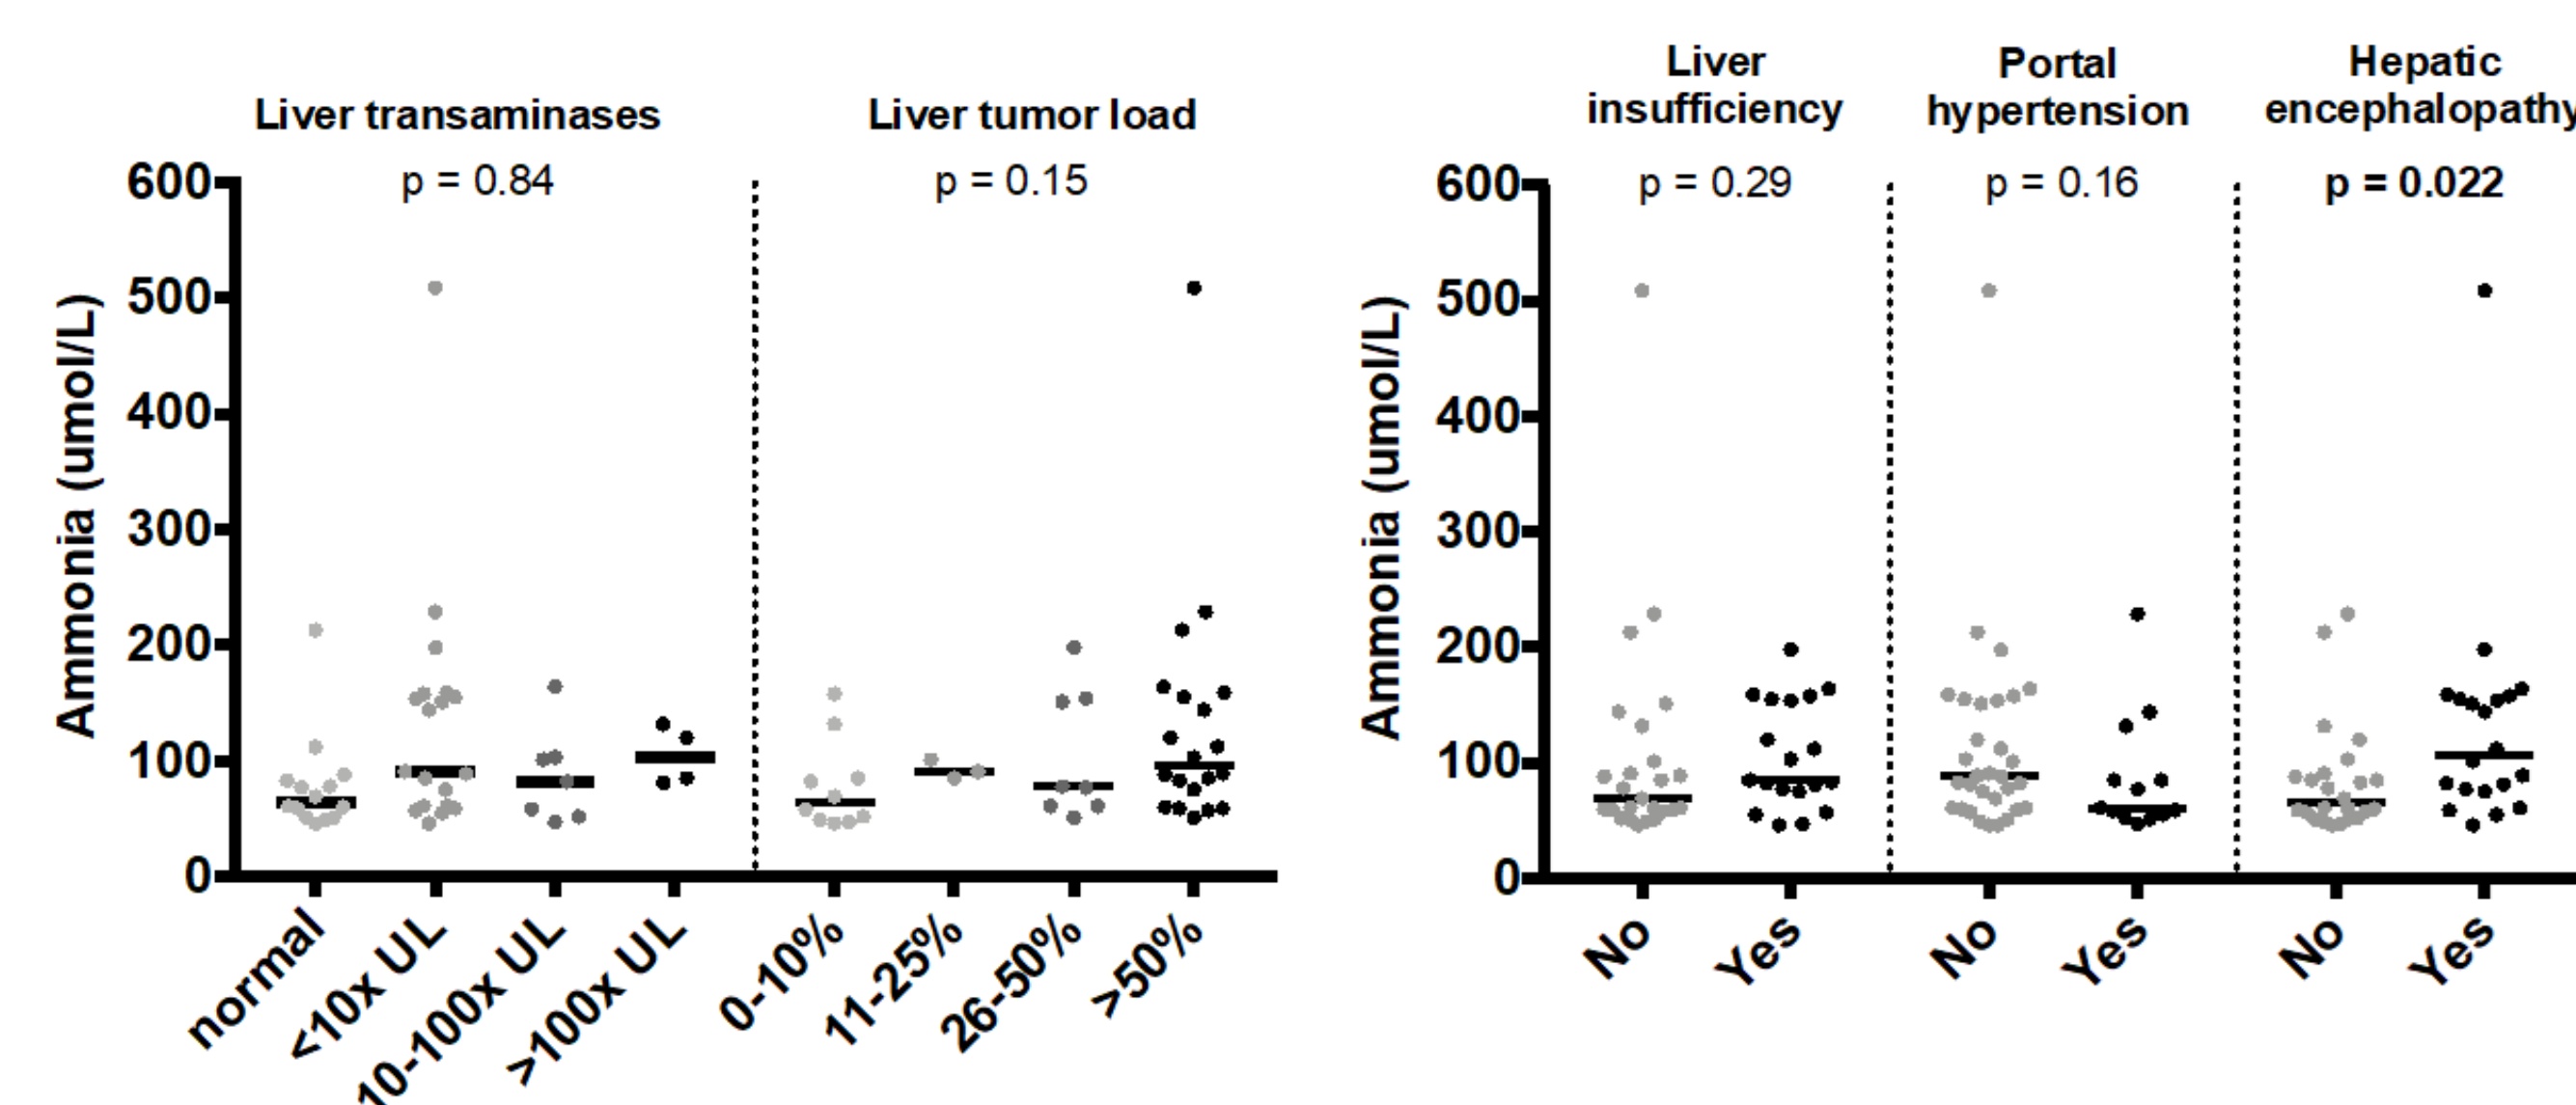 Liver transaminases
Liver tumor load
p = 0.84
p = 0.15
Ammonia (umol/L)
600
500
400
300
200
100
0
normal
<10x UL
10-100x UL
>100x UL
0-10%
11-25%
26-50%
>50%
Liver
insufficiency
Portal
hypertension
Hepatic
encephalopathy
p = 0.29
p = 0.16
p = 0.022
Ammonia (umol/L)
600
500
400
300
200
100
0
No
Yes
No
Yes
No
Yes